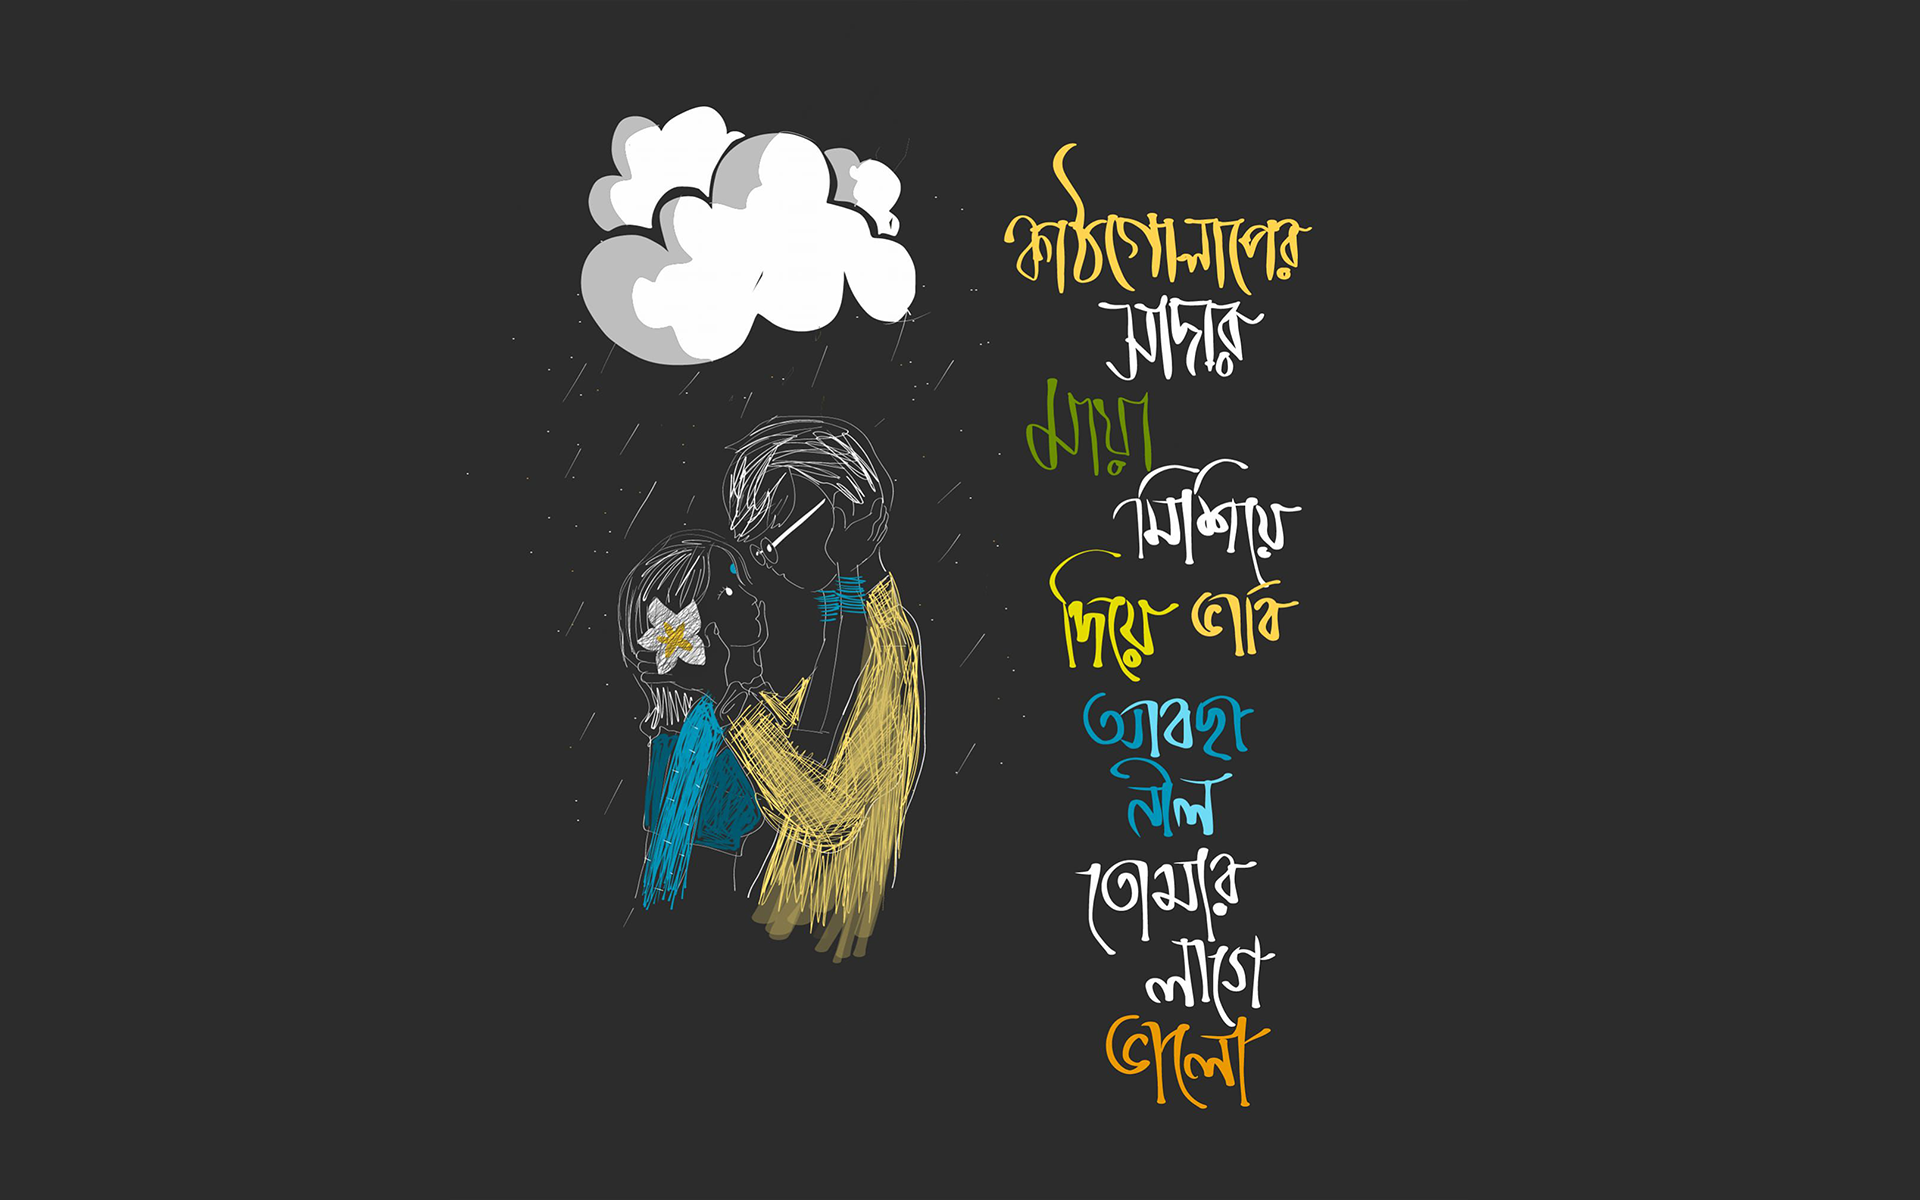 কাঠগোলাপের
সাদার
মায়া
মিশিয়ে
দিয়ে ভাবি
আবছা
নীল
তোমার
লাগে
ভালো